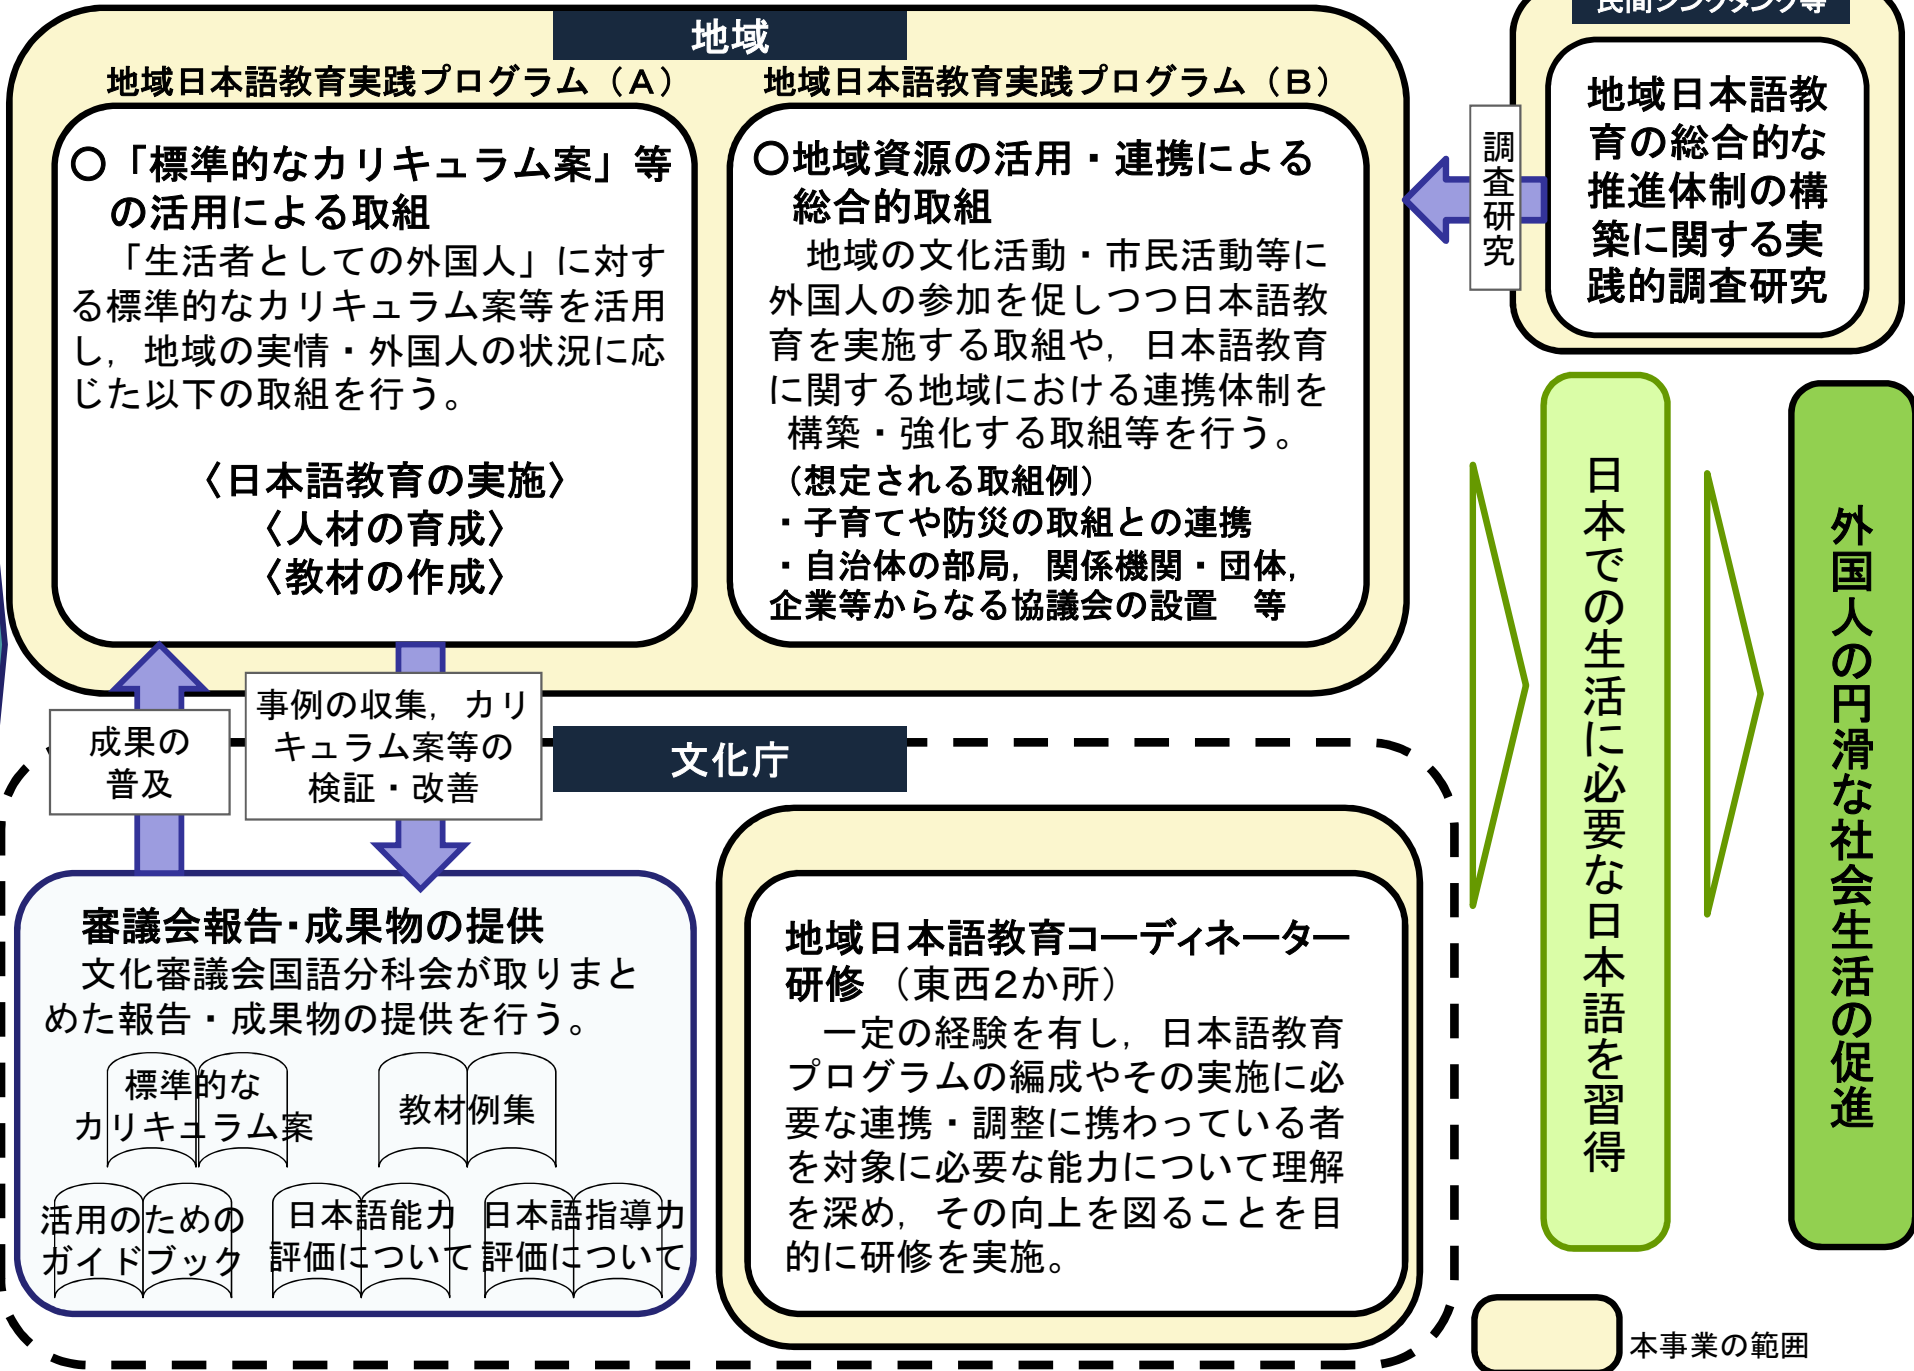 地域
地域日本語教育実践プログラム（A）
○「標準的なカリキュラム案」等
の活用による取組
「生活者としての外国人」に対す
る標準的なカリキュラム案等を活用
し，地域の実情・外国人の状況に応
じた以下の取組を行う。
〈日本語教育の実施〉
〈人材の育成〉
〈教材の作成〉
地域日本語教育実践プログラム（B）
○地域資源の活用・連携による
総合的取組
地域の文化活動・市民活動等に
外国人の参加を促しつつ日本語教
育を実施する取組や，日本語教育
に関する地域における連携体制を
構築・強化する取組等を行う。
（想定される取組例）
・子育てや防災の取組との連携
・自治体の部局，関係機関・団体，
企業等からなる協議会の設置　等
民間シンクタンク等
地域日本語教
育の総合的な
推進体制の構
築に関する実
践的調査研究
調査研究
成果の
普及
事例の収集，カリ
キュラム案等の
検証・改善
文化庁
審議会報告・成果物の提供
文化審議会国語分科会が取りまと
めた報告・成果物の提供を行う。
標準的な
カリキュラム案
教材例集
活用のための
ガイドブック
日本語能力
評価について
日本語指導力
評価について
地域日本語教育コーディネーター
研修（東西2か所）
一定の経験を有し，日本語教育
プログラムの編成やその実施に必
要な連携・調整に携わっている者
を対象に必要な能力について理解
を深め，その向上を図ることを目
的に研修を実施。
日本での生活に必要な日本語を習得
外国人の円滑な社会生活の促進
本事業の範囲